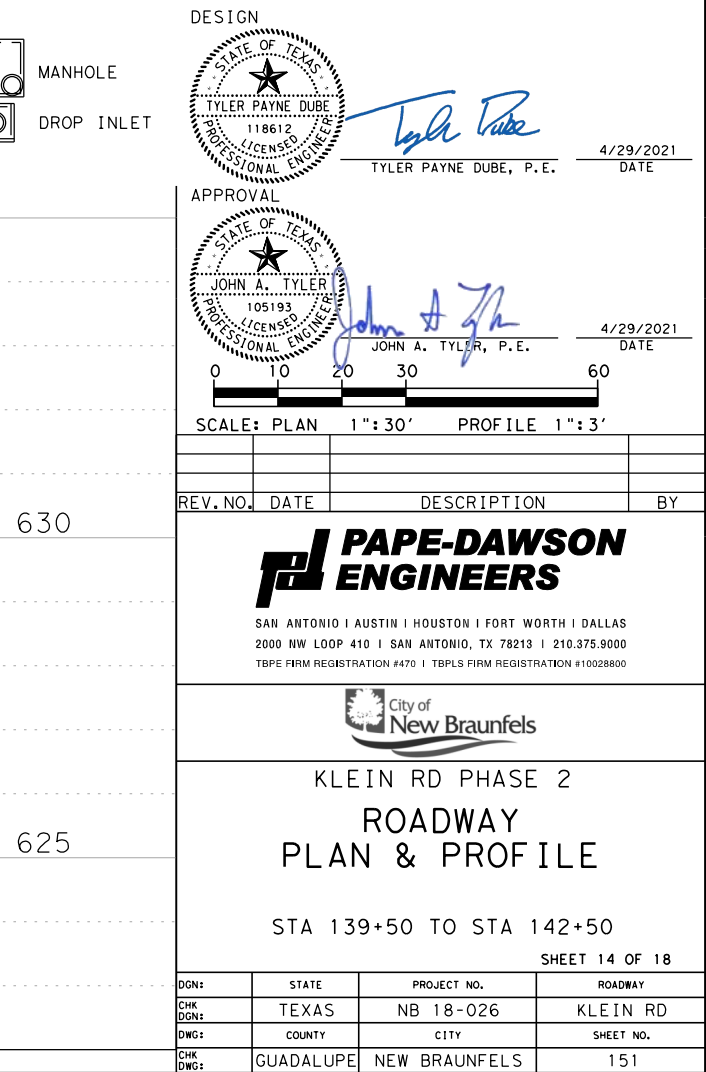 MANHOLE
DROP INLET
DESIGN
STATE OF TEXAS
TYLER PAYNE DUBE
118612
LICENSED
PROFESSIONAL ENGINEER
Tyler Dube
TYLER PAYNE DUBE, P.E.
4/29/2021
DATE
APPROVAL
STATE OF TEXAS
JOHN A. TYLER
105193
LICENSED
PROFESSIONAL ENGINEER
John A Tyler
JOHN A. TYLER, P.E.
4/29/2021
DATE
0 10 20 30 60
SCALE: PLAN 1":30' PROFILE 1":3'
REV.NO. DATE DESCRIPTION BY
630
625
pd PAPE-DAWSON
ENGINEERS
SAN ANTONIO I AUSTIN I HOUSTON I FORT WORTH I DALLAS
2000 NW LOOP 410 I SAN ANTONIO, TX 78213 I 210.375.9000
TBPE FIRM REGISTRATION #470 I TBPLS FIRM REGISTRATION #10028800
City of
New Braunfels
KLEIN RD PHASE 2
ROADWAY
PLAN & PROFILE
STA 139+50 TO STA 142+50
SHEET 14 OF 18
DGN: STATE PROJECT NO. ROADWAY
CHK DGN: TEXAS NB 18-026 KLEIN RD
DWG: COUNTY CITY SHEET NO.
CHK DWG: GUADALUPE NEW BRAUNFELS 151